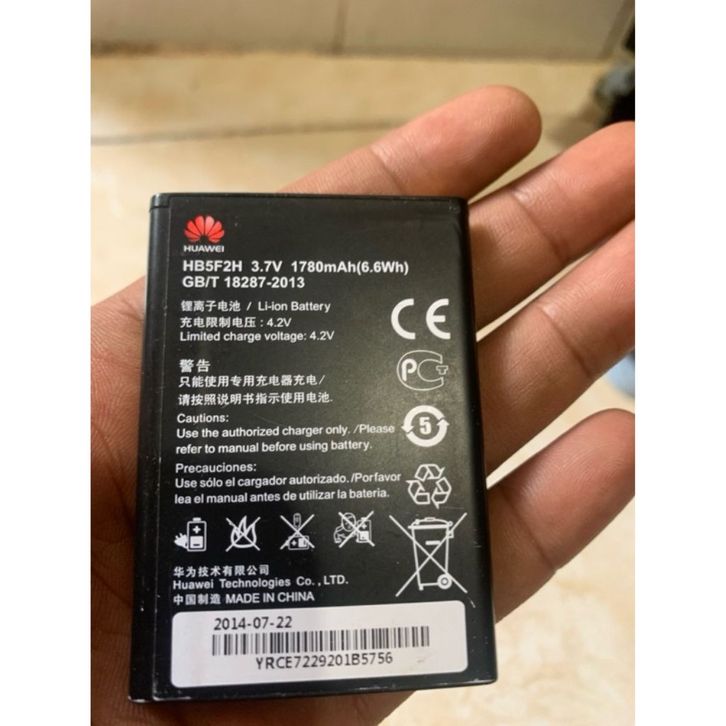 HUAWEI
HB5F2H 3.7V 1780mAh(6.6Wh)
GB/T 18287-2013
锂离子电池 / Li-ion Battery
充电限制电压 : 4.2V
Limited charge voltage: 4.2V
警告
只能使用专用充电器充电 /
请按照说明书指示使用电池.
Cautions:
Use the authorized charger only. /Please
refer to manual before using battery.
Precauciones:
Use sólo el cargador autorizado. /Porfavor
lea el manual antes de utilizar la bateria.
CE
PCT
5
华为技术有限公司
Huawei Technologies Co.,LTD.
中国制造 MADE IN CHINA
2014-07-22
YRCE7229201B5756